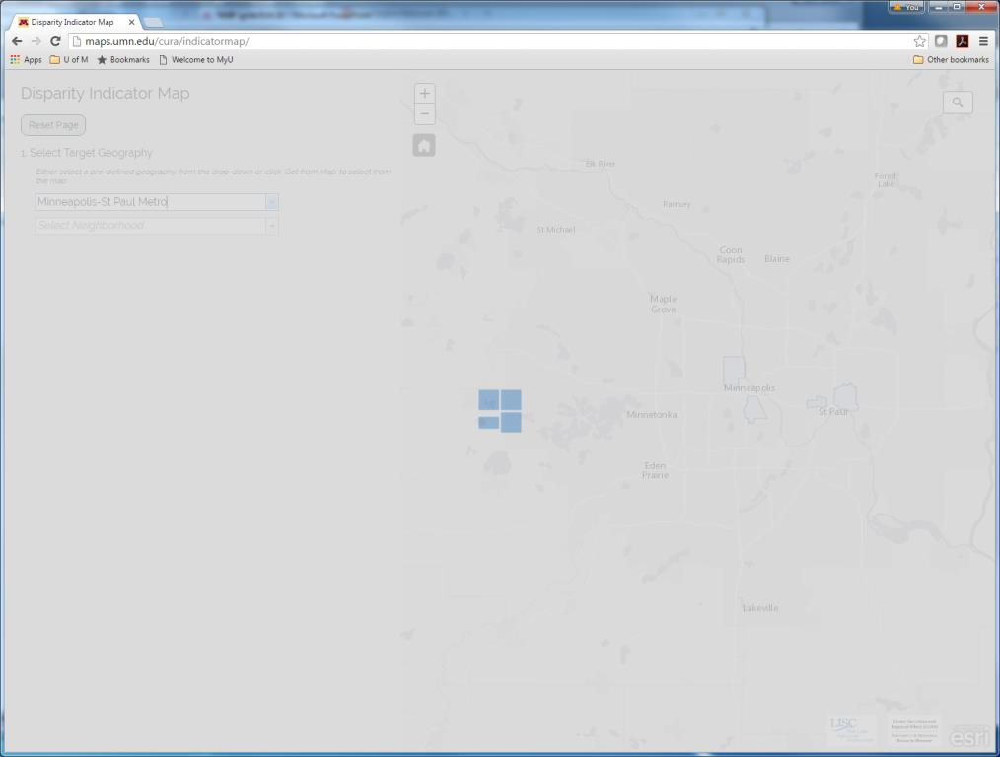 Disparity Indicator Map
You
maps.umn.edu/cura/indicatormap/
Apps
U of M
Bookmarks
Welcome to MyU
Other bookmarks
Disparity Indicator Map
Reset Page
1. Select Target Geography
Either select a pre-defined geography from the drop-down or click 'Get from Map' to select from
the map
Minneapolis-St Paul Metro
Select Neighborhood
Elk River
Forest
Lake
Ramsey
St Michael
Coon
Rapids
Blaine
Maple
Grove
Minneapolis
Minnetonka
St Paul
Eden
Prairie
Lakeville
LISC
esri